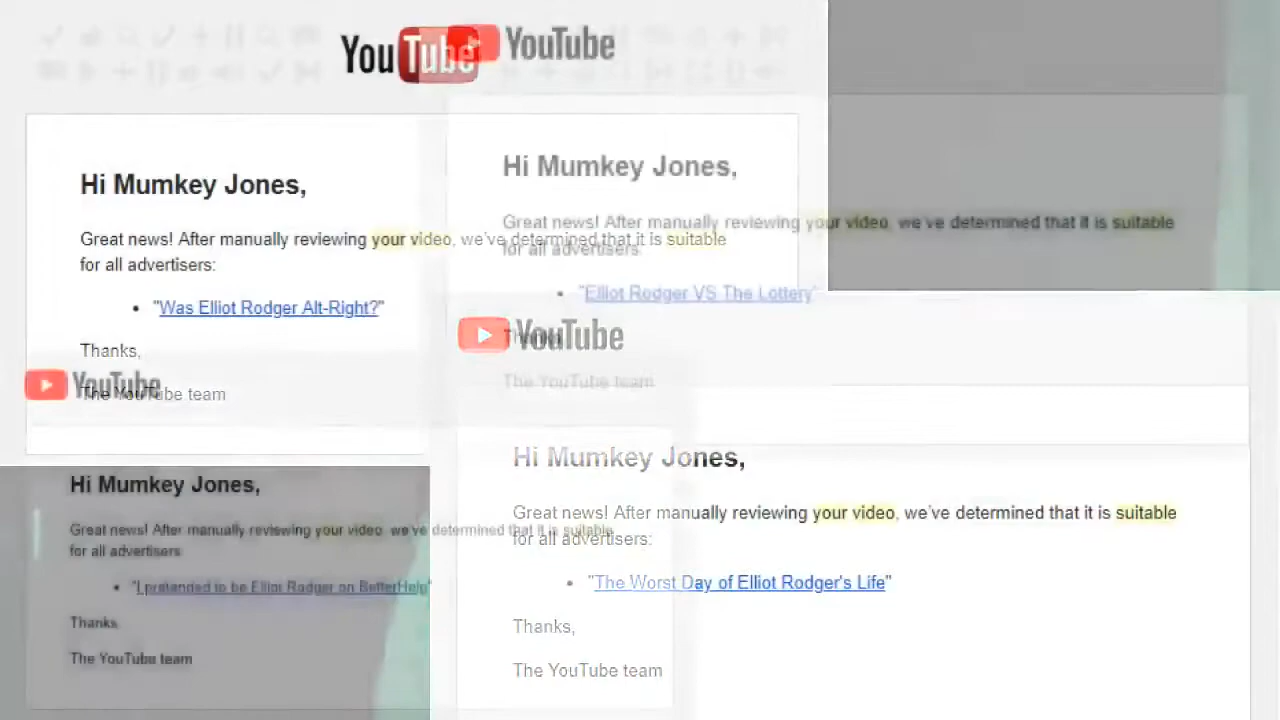 YouTube
YouTube
Hi Mumkey Jones,
Great news! After manually reviewing your video, we've determined that it is suitable
for all advertisers:
"Was Elliot Rodger Alt-Right?"
Thanks,
The YouTube team
Hi Mumkey Jones,
Great news! After manually reviewing your video, we've determined that it is suitable
for all advertisers:
"Elliot Rodger VS The Lottery"
Thanks,
The YouTube team
YouTube
Hi Mumkey Jones,
Great news! After manually reviewing your video, we've determined that it is suitable
for all advertisers
"I pretended to be Elliot Rodger on BetterHelp"
Thanks,
The YouTube team
YouTube
Hi Mumkey Jones,
Great news! After manually reviewing your video, we've determined that it is suitable
for all advertisers:
"The Worst Day of Elliot Rodger's Life"
Thanks,
The YouTube team